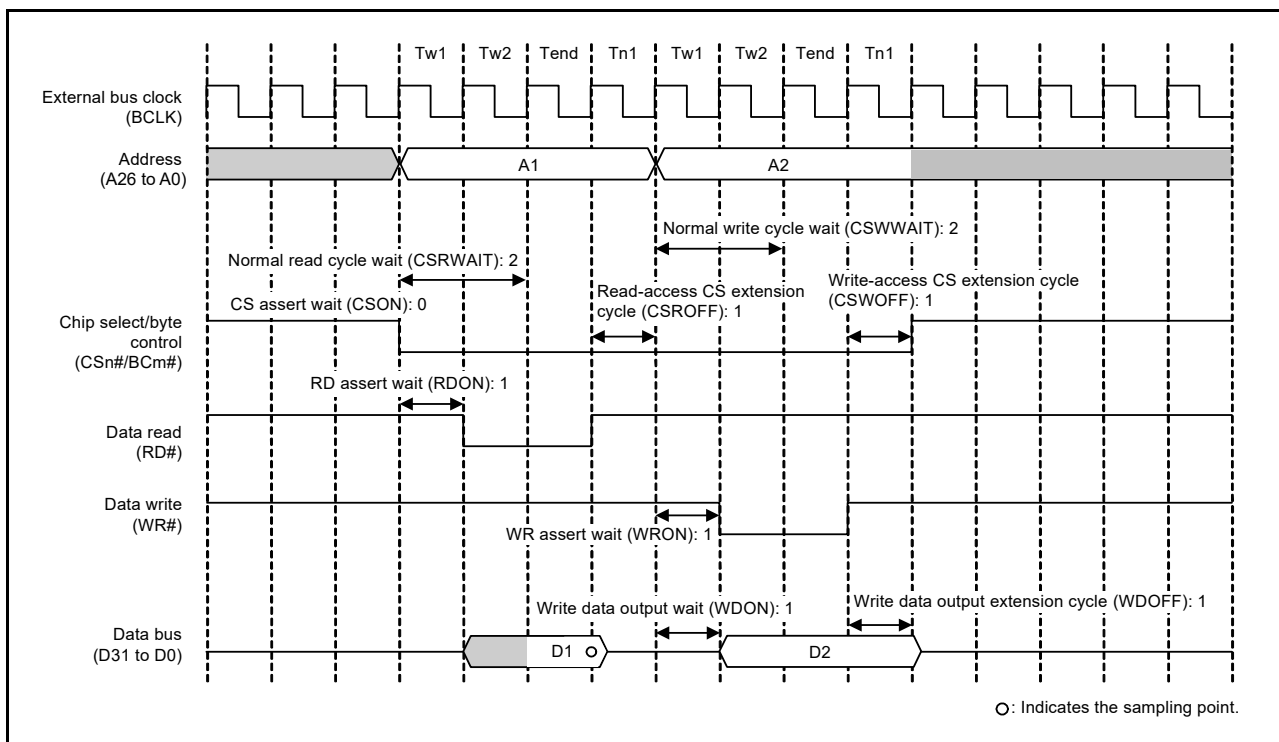 Tw1 Tw2 Tend Tn1 Tw1 Tw2 Tend Tn1
External bus clock
(BCLK)
Address
(A26 to A0)
A1
A2
Normal write cycle wait (CSWWAIT): 2
Normal read cycle wait (CSRWAIT): 2
Read-access CS extension
cycle (CSROFF): 1
Write-access CS extension cycle
(CSWOFF): 1
CS assert wait (CSON): 0
Chip select/byte
control
(CSn#/BCm#)
RD assert wait (RDON): 1
Data read
(RD#)
Data write
(WR#)
WR assert wait (WRON): 1
Write data output wait (WDON): 1
Write data output extension cycle (WDOFF): 1
Data bus
(D31 to D0)
D1
D2
: Indicates the sampling point.